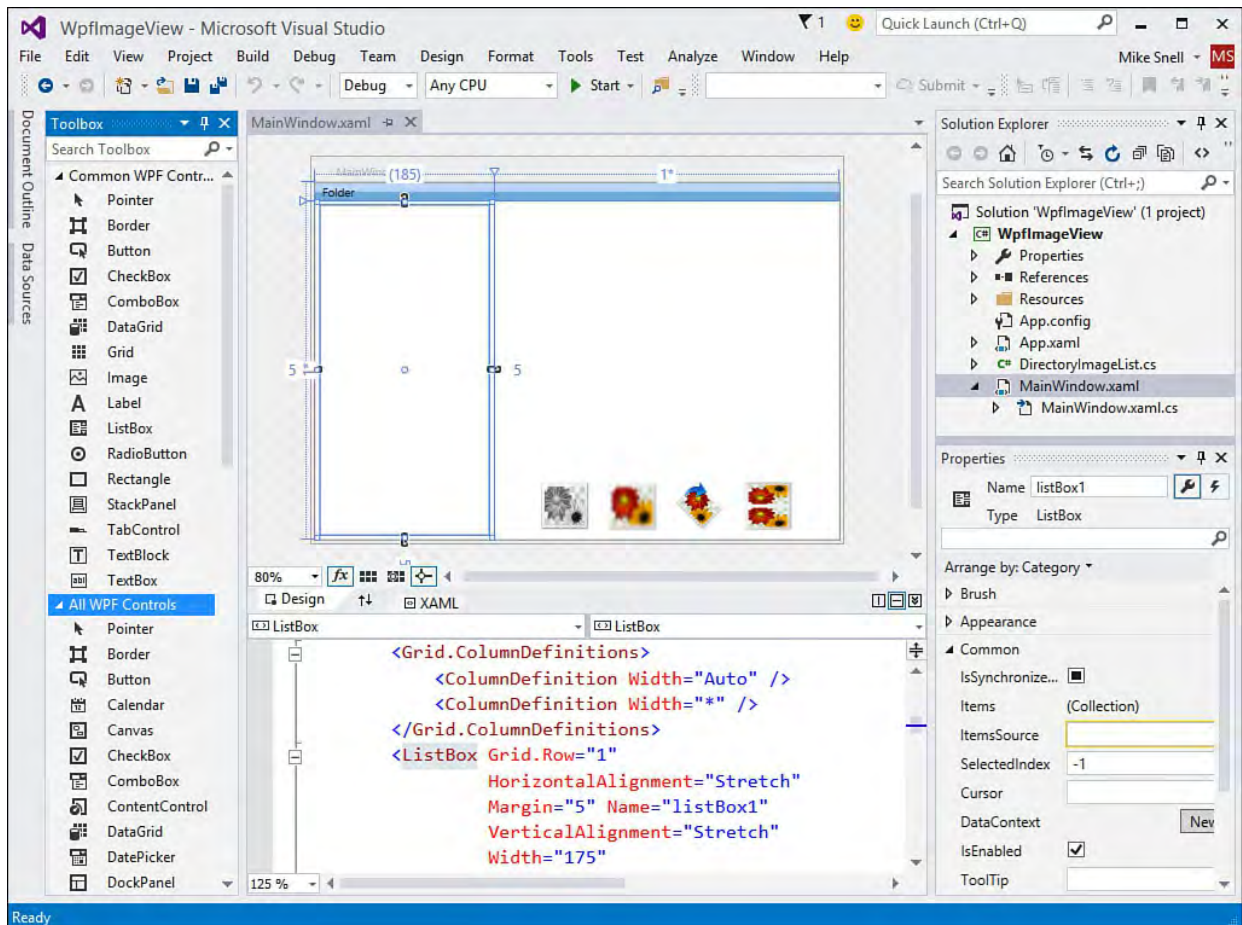 WpfImageView - Microsoft Visual Studio
1
Quick Launch (Ctrl+Q)
File Edit View Project Build Debug Team Design Format Tools Test Analyze Window Help
Mike Snell MS
Debug Any CPU Start Submit
Document Outline
Data Sources
Toolbox
Search Toolbox
Common WPF Contr...
Pointer
Border
Button
CheckBox
ComboBox
DataGrid
Grid
Image
Label
ListBox
RadioButton
Rectangle
StackPanel
TabControl
TextBlock
TextBox
All WPF Controls
Pointer
Border
Button
Calendar
Canvas
CheckBox
ComboBox
ContentControl
DataGrid
DatePicker
DockPanel
MainWindow.xaml
(185)
1*
Folder
5
5
80%
Design
XAML
ListBox
ListBox
<Grid.ColumnDefinitions>
<ColumnDefinition Width="Auto" />
<ColumnDefinition Width="*" />
</Grid.ColumnDefinitions>
<ListBox Grid.Row="1"
HorizontalAlignment="Stretch"
Margin="5" Name="listBox1"
VerticalAlignment="Stretch"
Width="175"
125 %
Solution Explorer
Search Solution Explorer (Ctrl+;)
Solution 'WpfImageView' (1 project)
WpfImageView
Properties
References
Resources
App.config
App.xaml
DirectoryImageList.cs
MainWindow.xaml
MainWindow.xaml.cs
Properties
Name listBox1
Type ListBox
Arrange by: Category
Brush
Appearance
Common
IsSynchronize...
Items (Collection)
ItemsSource
SelectedIndex -1
Cursor
DataContext New
IsEnabled
ToolTip
Ready